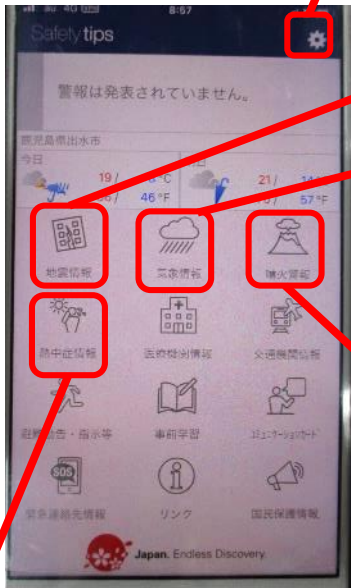 au 4G 8:57
Safety tips
警報は発表されていません。
鹿児島県出水市
今日
19/ °C 21/
46°F 57°F
地震情報 気象情報 噴火警報
熱中症情報 医療機関情報 交通機関情報
避難勧告・指示等 事前学習 コミュニケーションカード
SOS
緊急連絡先情報 リンク 国民保護情報
Japan. Endless Discovery.